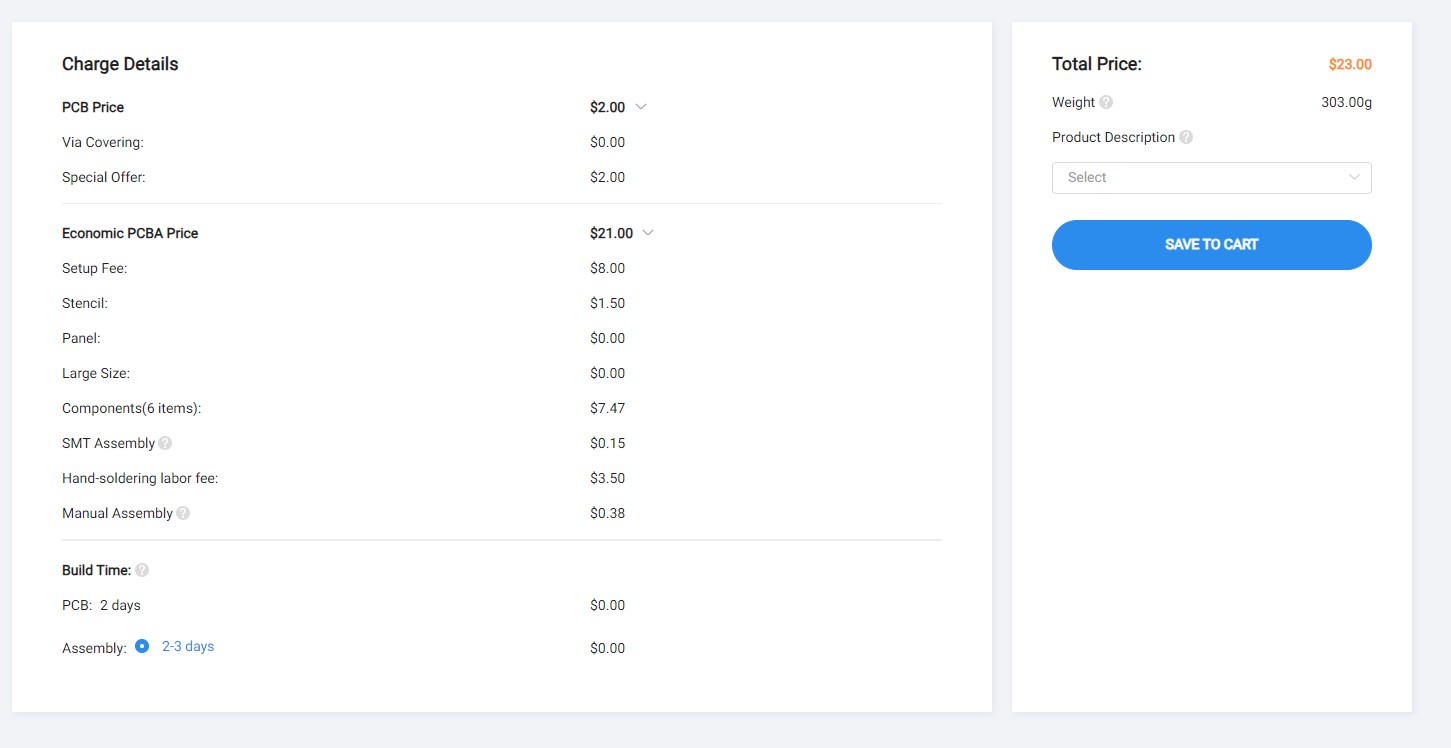 Charge Details
PCB Price $2.00
Via Covering: $0.00
Special Offer: $2.00
Economic PCBA Price $21.00
Setup Fee: $8.00
Stencil: $1.50
Panel: $0.00
Large Size: $0.00
Components(6 items): $7.47
SMT Assembly ? $0.15
Hand-soldering labor fee: $3.50
Manual Assembly ? $0.38
Build Time: ?
PCB: 2 days $0.00
Assembly: 2-3 days $0.00
Total Price: $23.00
Weight ? 303.00g
Product Description ?
Select
SAVE TO CART